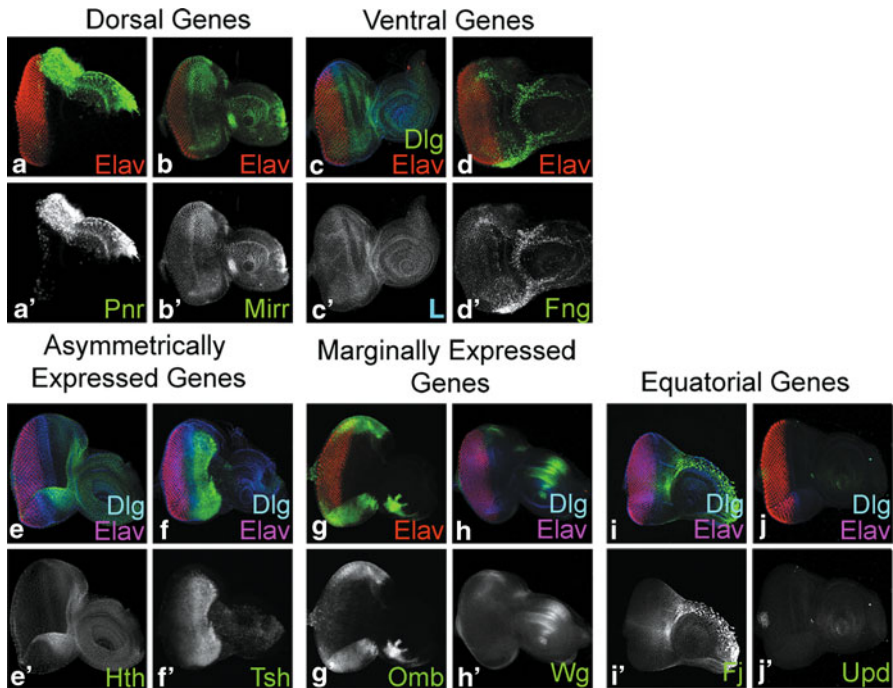 Dorsal Genes
Ventral Genes
a Elav
b Elav
c Dlg Elav
d Elav
a' Pnr
b' Mirr
c' L
d' Fng
Asymmetrically
Expressed Genes
Marginally Expressed
Genes
Equatorial Genes
e Dlg Elav
f Dlg Elav
g Elav
h Dlg Elav
i Dlg Elav
j Dlg Elav
e' Hth
f' Tsh
g' Omb
h' Wg
i' Fj
j' Upd